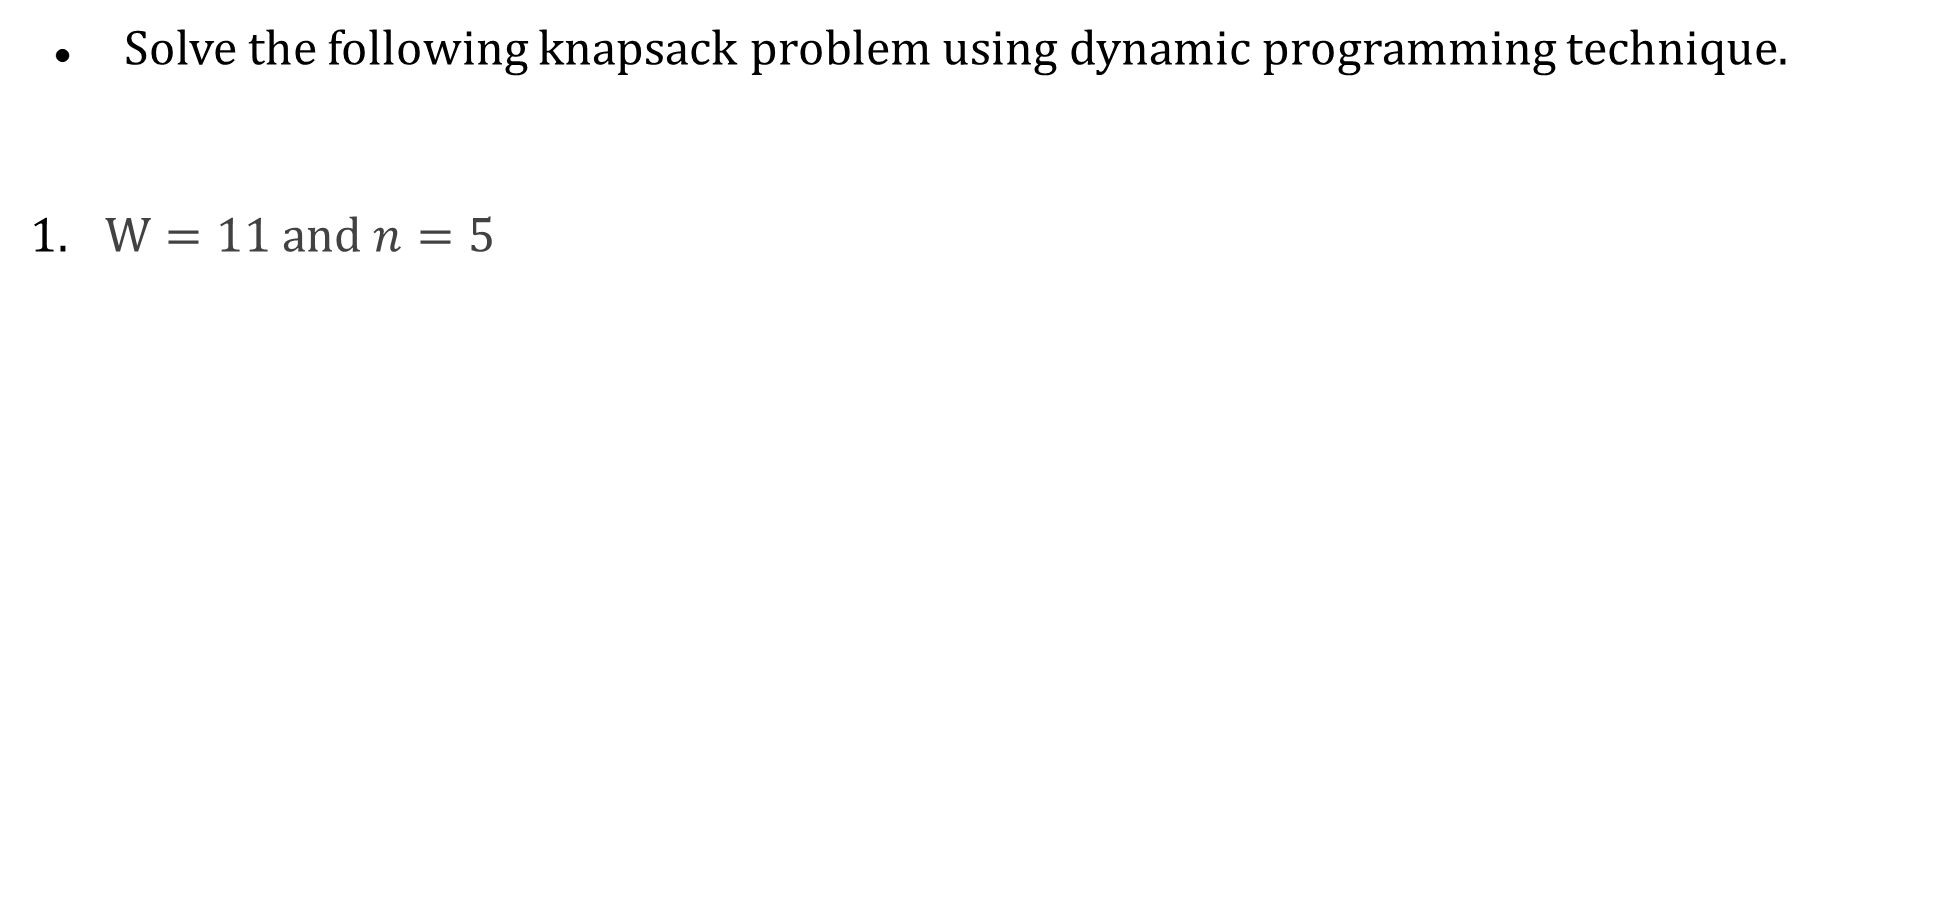 • Solve the following knapsack problem using dynamic programming technique.
1. W = 11 and n = 5